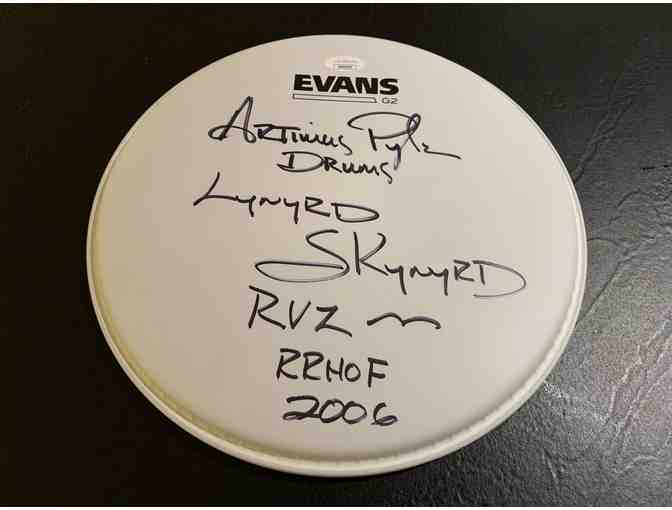 EVANS
G2
ARTIMUS PYLE
DRUMS
LYNYRD
SKYNYRD
RVZ
RRHOF
2006